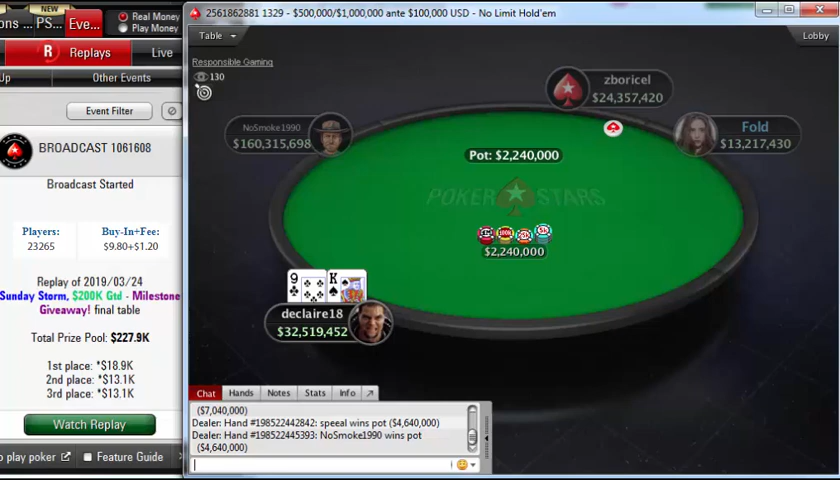 NEW
2561862881 1329 - $500,000/$1,000,000 ante $100,000 USD - No Limit Hold'em
ons ... PS... Eve...
Real Money
Play Money
Table
Lobby
R Replays Live
Responsible Gaming
130
Up Other Events
zboricel
$24,357,420
Event Filter
NoSmoke1990
$160,315,698
Fold
$13,217,430
BROADCAST 1061608
Pot: $2,240,000
Broadcast Started
POKER STARS
Players: Buy-In+Fee:
23265 $9.80+$1.20
$2,240,000
Replay of 2019/03/24
Sunday Storm, $200K Gtd - Milestone
Giveaway! final table
9 K
declaire18
$32,519,452
Total Prize Pool: $227.9K
1st place: *$18.9K
2nd place: *$13.1K
3rd place: *$13.1K
Chat Hands Notes Stats Info
($7,040,000)
Dealer: Hand #198522442842: speeal wins pot ($4,640,000)
Dealer: Hand #198522445393: NoSmoke1990 wins pot
($4,640,000)
Watch Replay
o play poker Feature Guide